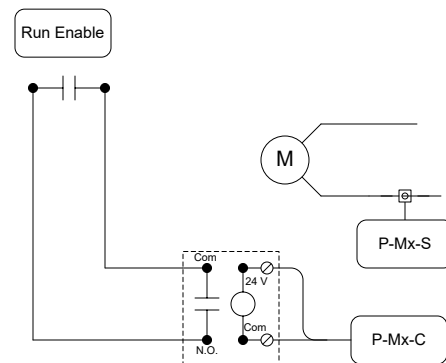 Run Enable
M
P-Mx-S
Com
24 V
Com
N.O.
P-Mx-C